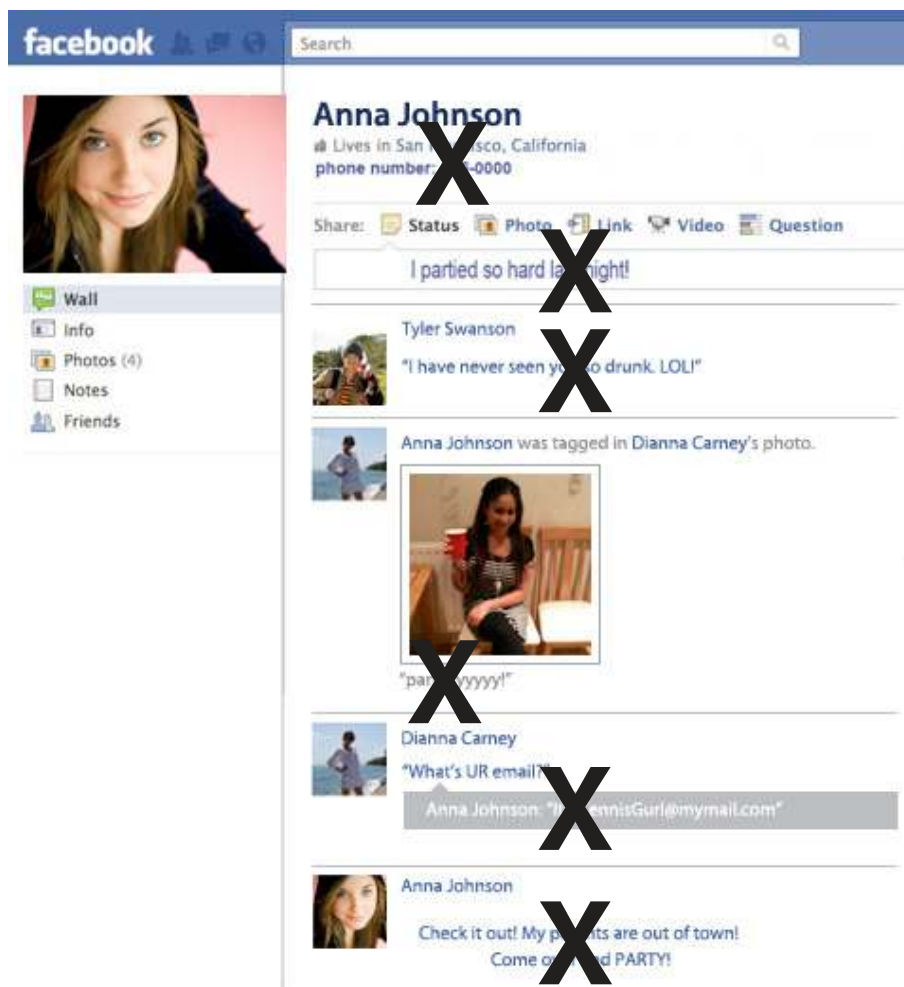 facebook
Search
Anna Johnson
Lives in San California
phone number:
Share: Status Photo Link Video Question
I partied so hard night!
Wall
Info
Photos (4)
Notes
Friends
Tyler Swanson
"I have never seen you so drunk. LOL!"
Anna Johnson was tagged in Dianna Carney's photo.
Dianna Carney
"What's UR email?"
Anna Johnson:
Anna Johnson
Check it out! My are out of town!
Come PARTY!